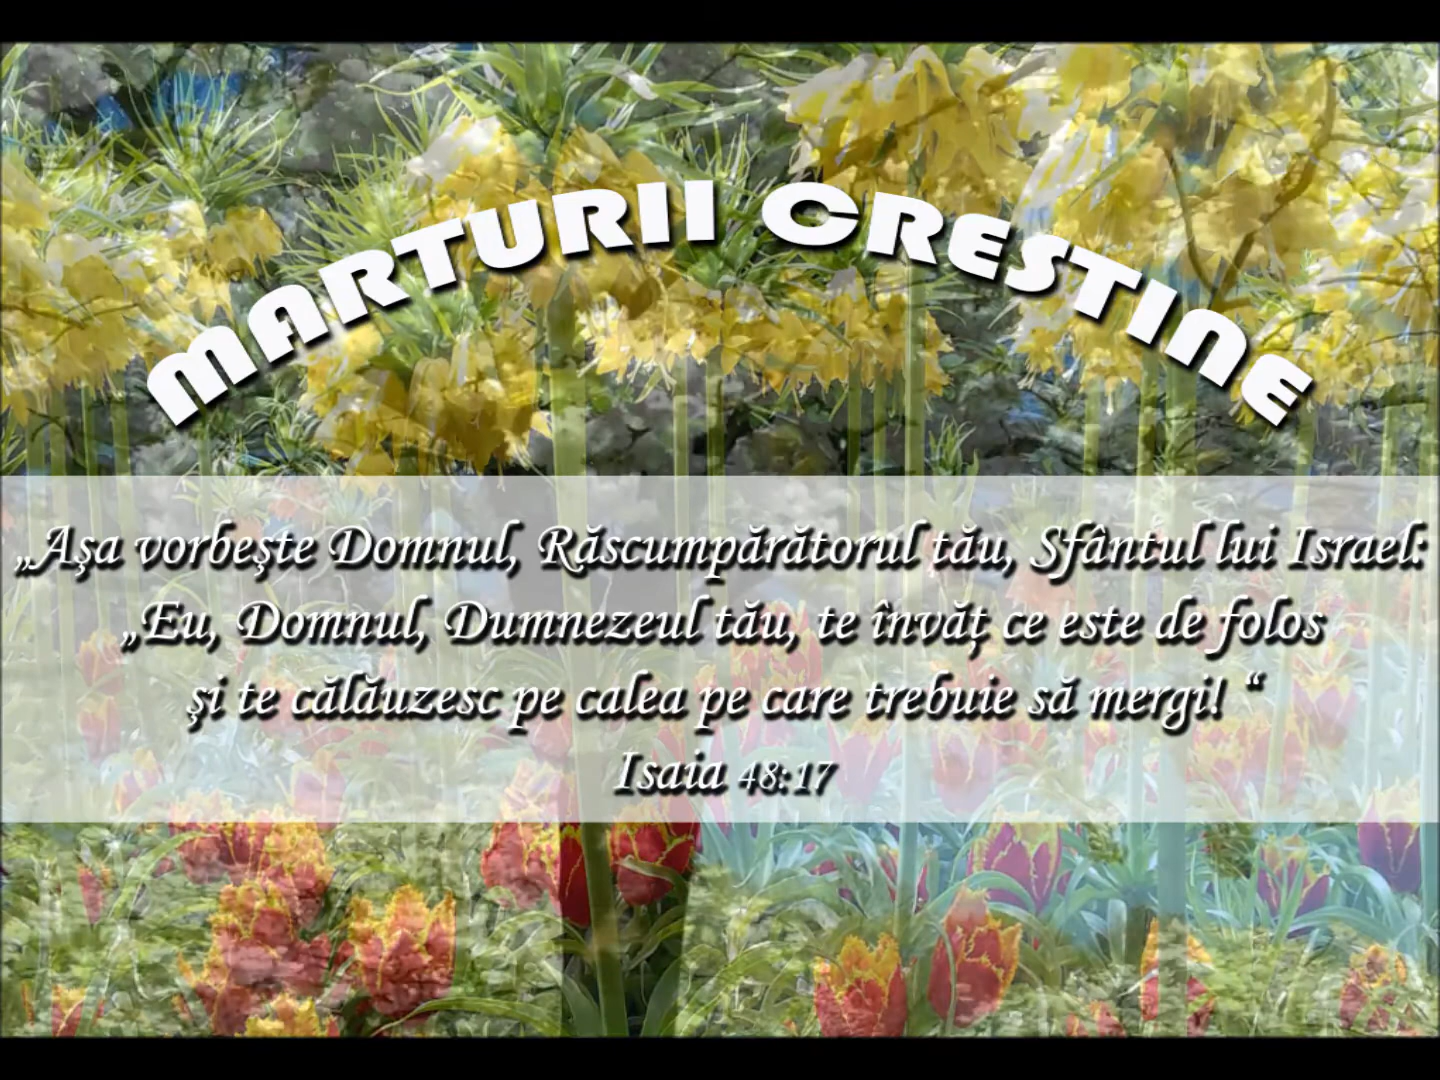 MARTURII CRESTINE
„Aşa vorbeşte Domnul, Răscumpărătorul tău, Sfântul lui Israel:
„Eu, Domnul, Dumnezeul tău, te învăţ ce este de folos
şi te călăuzesc pe calea pe care trebuie să mergi! “
Isaia 48:17